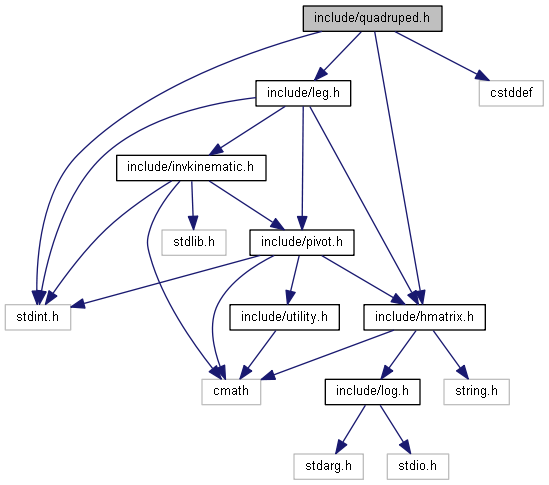 include/quadruped.h
include/leg.h
cstddef
include/invkinematic.h
stdlib.h
include/pivot.h
stdint.h
include/utility.h
include/hmatrix.h
cmath
include/log.h
string.h
stdarg.h
stdio.h